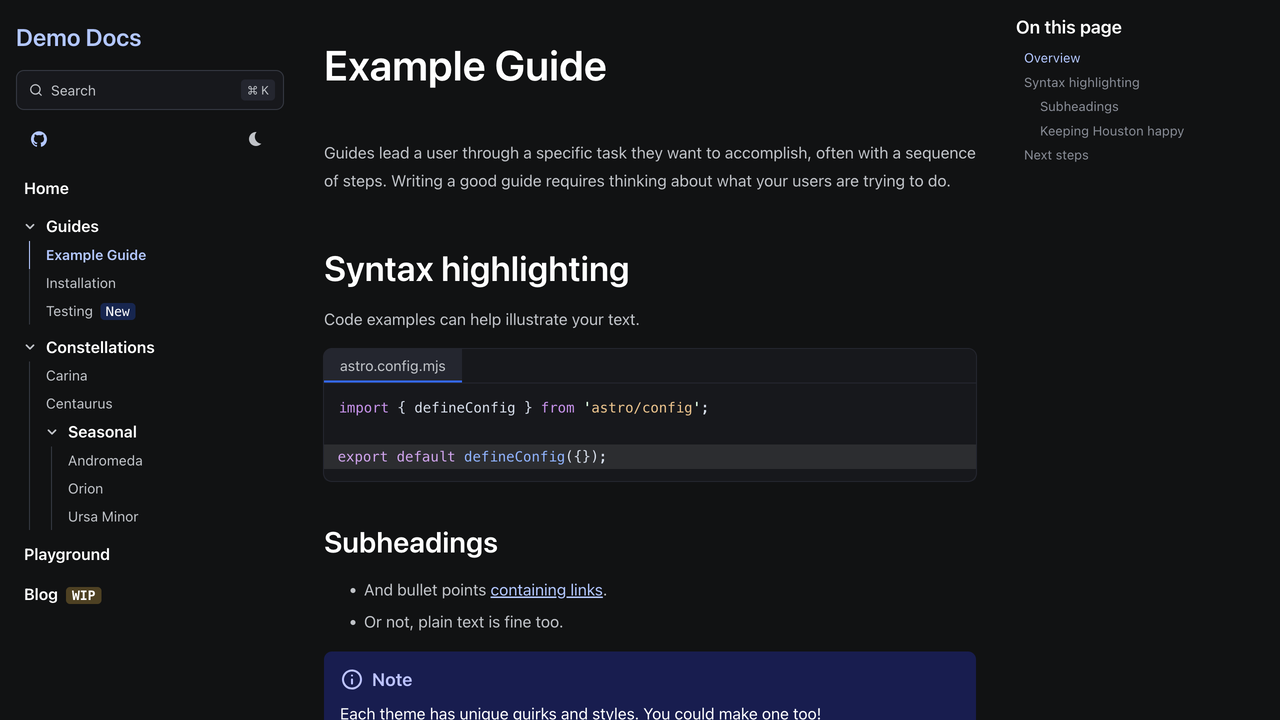 Demo Docs
Search
⌘ K
Home
Guides
Example Guide
Installation
Testing New
Constellations
Carina
Centaurus
Seasonal
Andromeda
Orion
Ursa Minor
Playground
Blog WIP
Example Guide
Guides lead a user through a specific task they want to accomplish, often with a sequence
of steps. Writing a good guide requires thinking about what your users are trying to do.
Syntax highlighting
Code examples can help illustrate your text.
astro.config.mjs
import { defineConfig } from 'astro/config';
export default defineConfig({});
Subheadings
• And bullet points containing links.
• Or not, plain text is fine too.
Note
Each theme has unique quirks and styles. You could make one too!
On this page
Overview
Syntax highlighting
Subheadings
Keeping Houston happy
Next steps